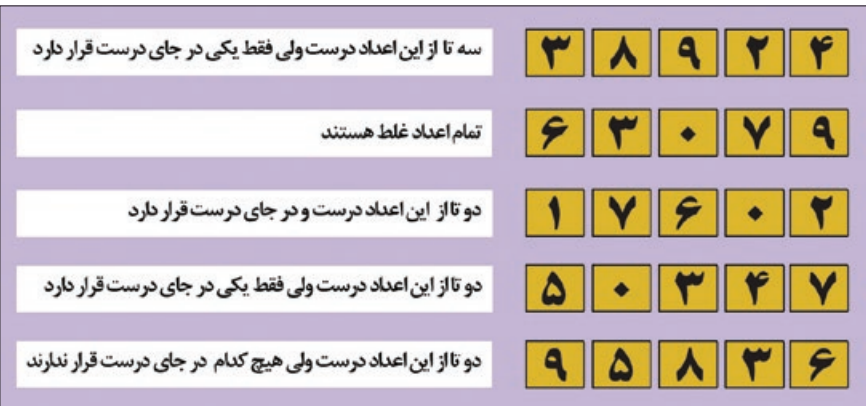 سه تا از این اعداد درست ولی فقط یکی در جای درست قرار دارد
۳ ۸ ۹ ۲ ۴
تمام اعداد غلط هستند
۶ ۳ ۰ ۷ ۹
دو تا از این اعداد درست و در جای درست قرار دارد
۱ ۷ ۶ ۰ ۲
دو تا از این اعداد درست ولی فقط یکی در جای درست قرار دارد
۵ ۰ ۳ ۴ ۷
دو تا از این اعداد درست ولی هیچ کدام در جای درست قرار ندارند
۹ ۵ ۸ ۳ ۶